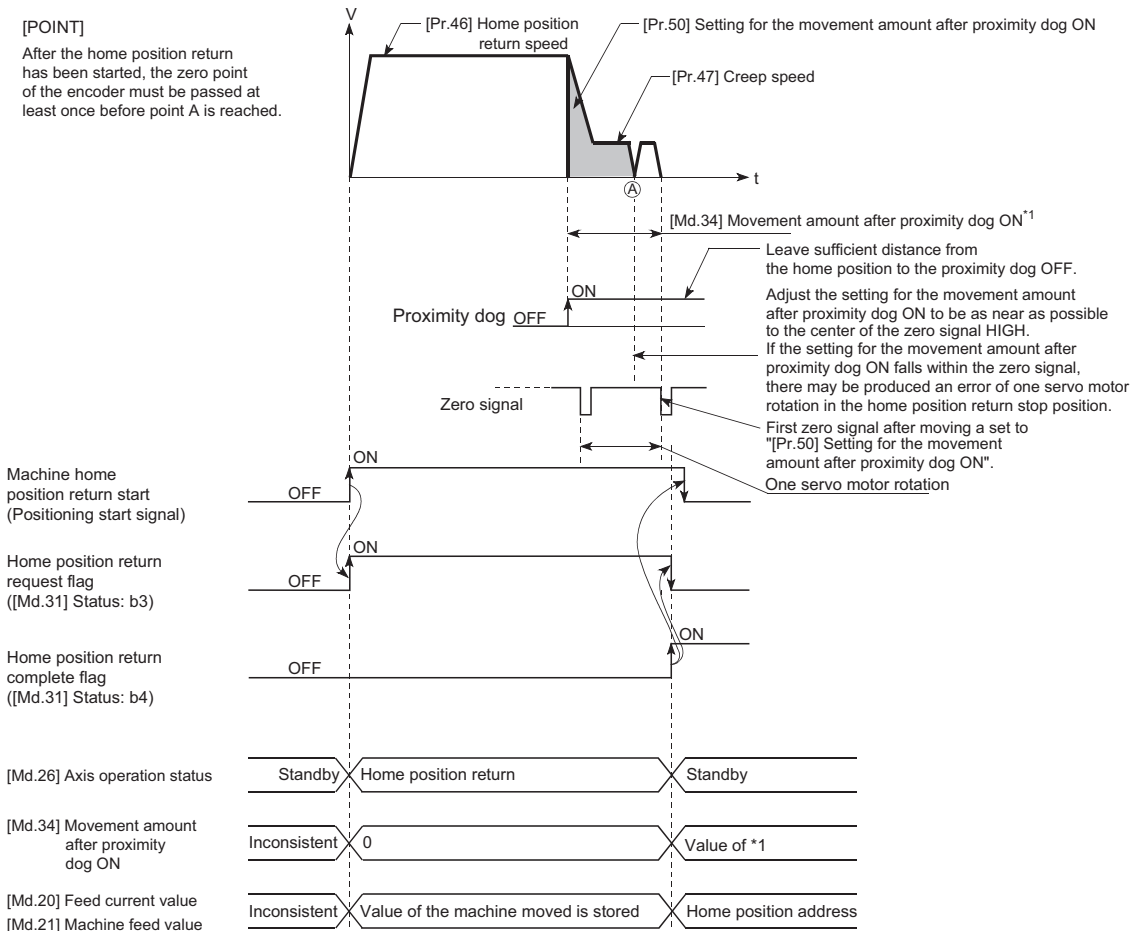 [POINT]
After the home position return
has been started, the zero point
of the encoder must be passed at
least once before point A is reached.
V
[Pr.46] Home position
return speed
[Pr.50] Setting for the movement amount after proximity dog ON
[Pr.47] Creep speed
t
A
[Md.34] Movement amount after proximity dog ON*1
Leave sufficient distance from
the home position to the proximity dog OFF.
ON
Proximity dog OFF
Adjust the setting for the movement amount
after proximity dog ON to be as near as possible
to the center of the zero signal HIGH.
If the setting for the movement amount after
proximity dog ON falls within the zero signal,
there may be produced an error of one servo motor
rotation in the home position return stop position.
Zero signal
First zero signal after moving a set to
"[Pr.50] Setting for the movement
amount after proximity dog ON".
One servo motor rotation
Machine home
position return start
(Positioning start signal)
OFF
ON
Home position return
request flag
([Md.31] Status: b3)
OFF
ON
Home position return
complete flag
([Md.31] Status: b4)
OFF
ON
[Md.26] Axis operation status
Standby
Home position return
Standby
[Md.34] Movement amount
after proximity
dog ON
Inconsistent
0
Value of *1
[Md.20] Feed current value
[Md.21] Machine feed value
Inconsistent
Value of the machine moved is stored
Home position address